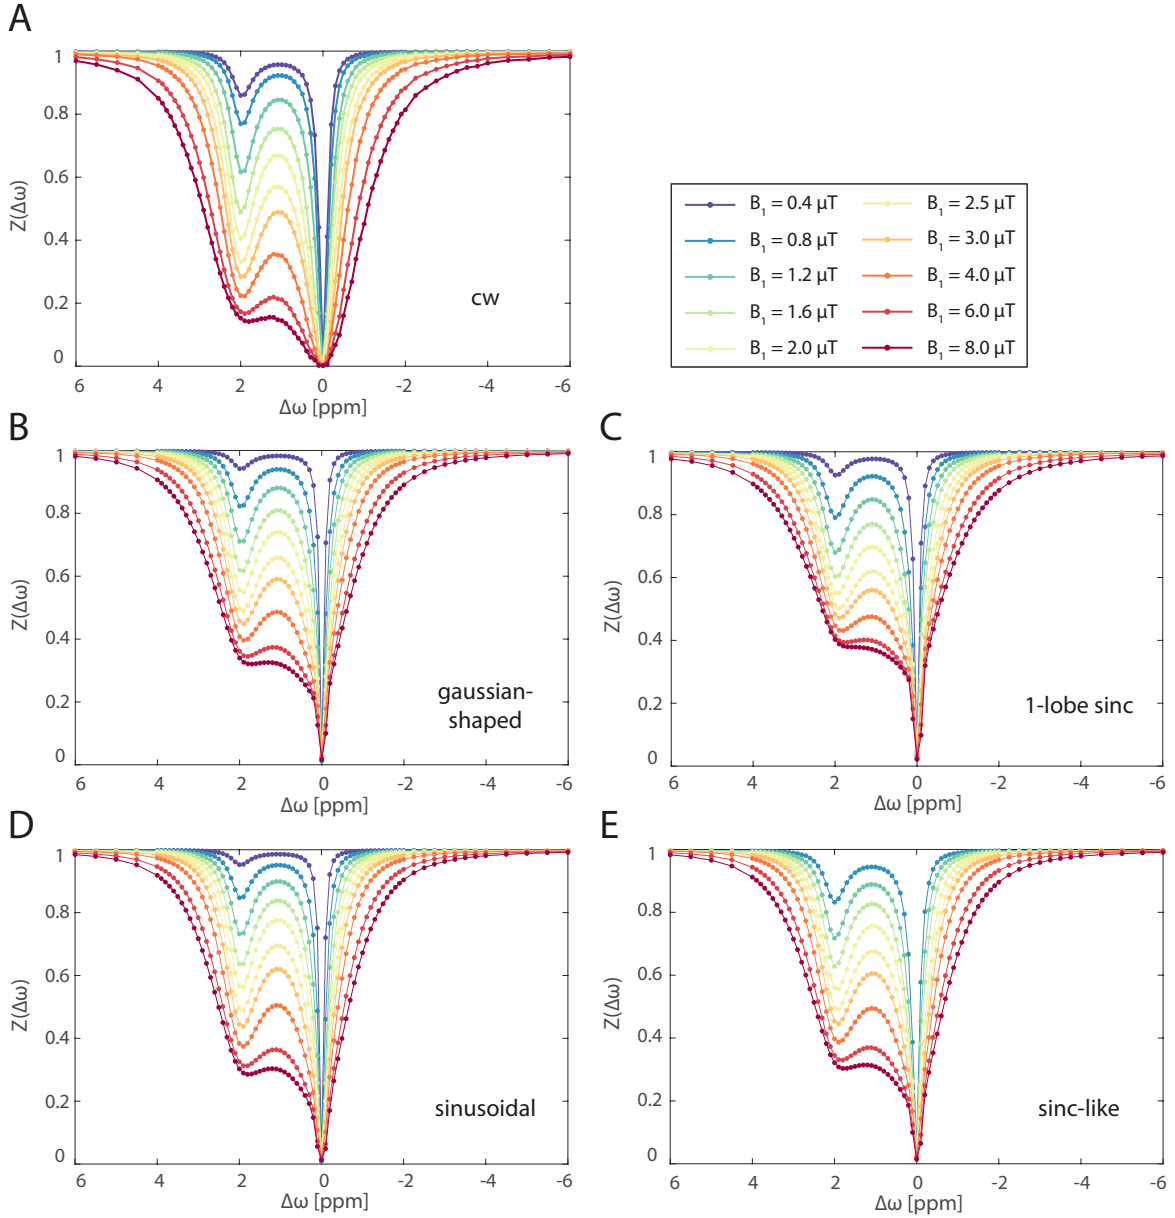 A
1
0.8
0.6
0.4
0.2
0
Z(Δω)
cw
6 4 2 0 -2 -4 -6
Δω [ppm]
B₁ = 0.4 μT B₁ = 2.5 μT
B₁ = 0.8 μT B₁ = 3.0 μT
B₁ = 1.2 μT B₁ = 4.0 μT
B₁ = 1.6 μT B₁ = 6.0 μT
B₁ = 2.0 μT B₁ = 8.0 μT
B
1
0.8
0.6
0.4
0.2
0
Z(Δω)
gaussian-
shaped
6 4 2 0 -2 -4 -6
Δω [ppm]
C
1
0.8
0.6
0.4
0.2
0
Z(Δω)
1-lobe sinc
6 4 2 0 -2 -4 -6
Δω [ppm]
D
1
0.8
0.6
0.4
0.2
0
Z(Δω)
sinusoidal
6 4 2 0 -2 -4 -6
Δω [ppm]
E
1
0.8
0.6
0.4
0.2
0
Z(Δω)
sinc-like
6 4 2 0 -2 -4 -6
Δω [ppm]